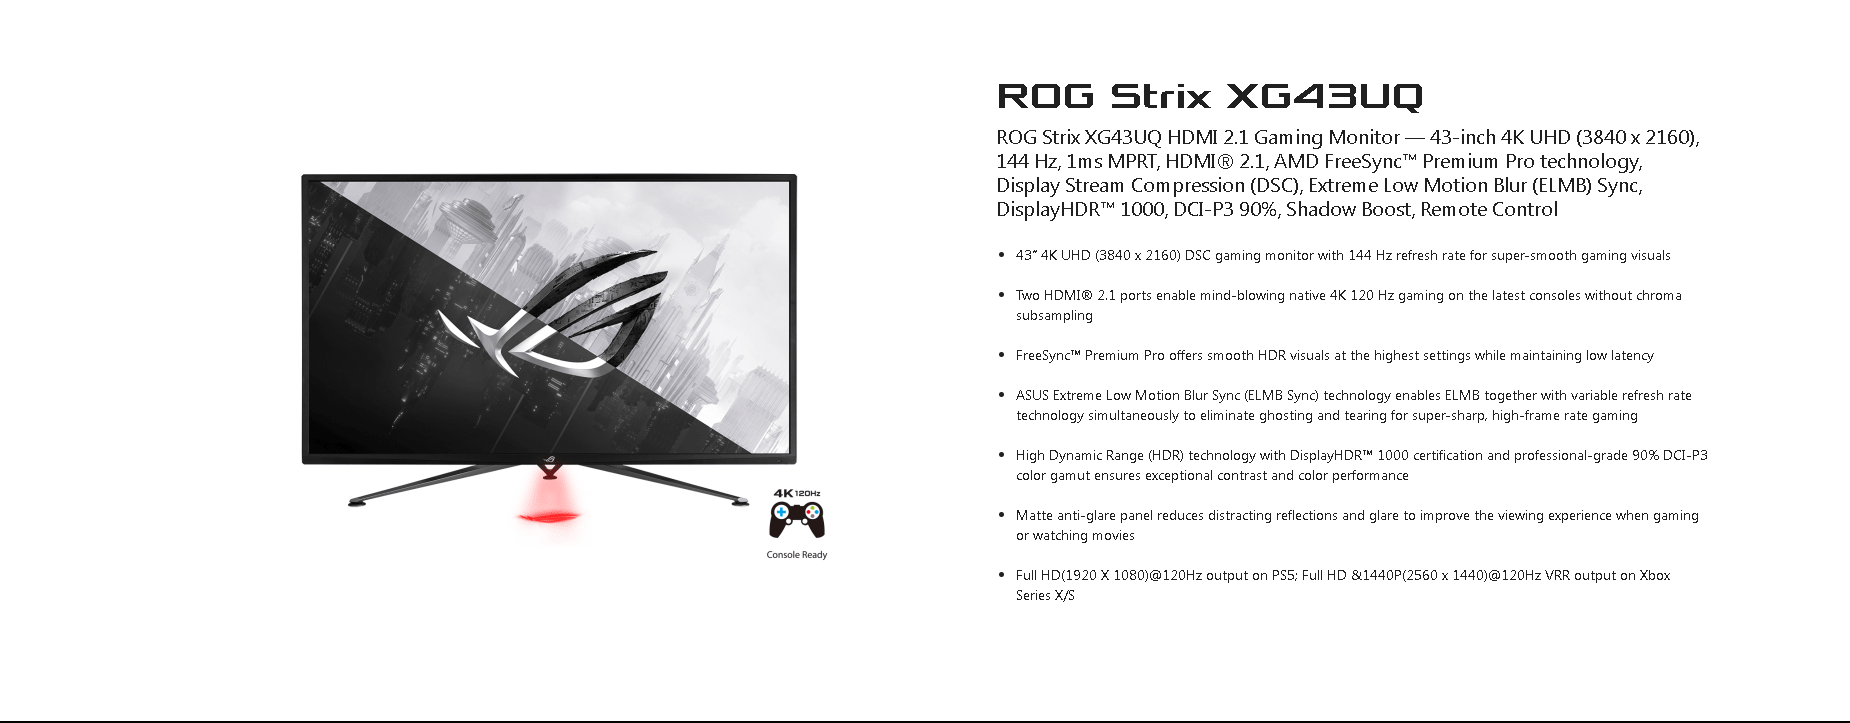 ROG Strix XG43UQ
ROG Strix XG43UQ HDMI 2.1 Gaming Monitor — 43-inch 4K UHD (3840 x 2160),
144 Hz, 1ms MPRT, HDMI® 2.1, AMD FreeSync™ Premium Pro technology,
Display Stream Compression (DSC), Extreme Low Motion Blur (ELMB) Sync,
DisplayHDR™ 1000, DCI-P3 90%, Shadow Boost, Remote Control
• 43” 4K UHD (3840 x 2160) DSC gaming monitor with 144 Hz refresh rate for super-smooth gaming visuals
• Two HDMI® 2.1 ports enable mind-blowing native 4K 120 Hz gaming on the latest consoles without chroma
subsampling
• FreeSync™ Premium Pro offers smooth HDR visuals at the highest settings while maintaining low latency
• ASUS Extreme Low Motion Blur Sync (ELMB Sync) technology enables ELMB together with variable refresh rate
technology simultaneously to eliminate ghosting and tearing for super-sharp, high-frame rate gaming
• High Dynamic Range (HDR) technology with DisplayHDR™ 1000 certification and professional-grade 90% DCI-P3
color gamut ensures exceptional contrast and color performance
• Matte anti-glare panel reduces distracting reflections and glare to improve the viewing experience when gaming
or watching movies
• Full HD(1920 X 1080)@120Hz output on PS5; Full HD &1440P(2560 x 1440)@120Hz VRR output on Xbox
Series X/S
4K 120Hz
Console Ready